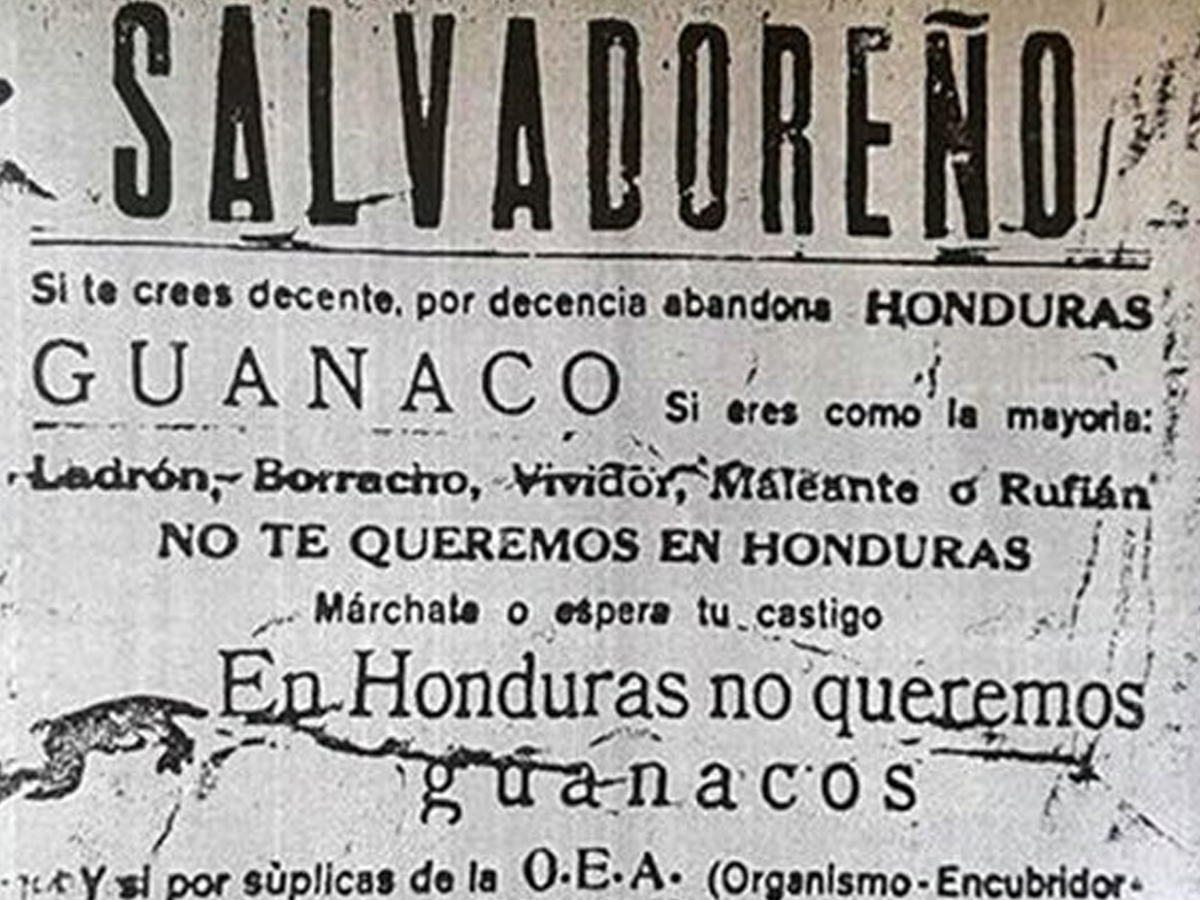 SALVADOREÑO
Si te crees decente, por decencia abandona HONDURAS
GUANACO Si eres como la mayoria:
Ladrón, Borracho, Vividor, Maleante o Rufián
NO TE QUEREMOS EN HONDURAS
Márchate o espera tu castigo
En Honduras no queremos
guanacos
Y si por sùplicas de la O.E.A. (Organismo-Encubridor-